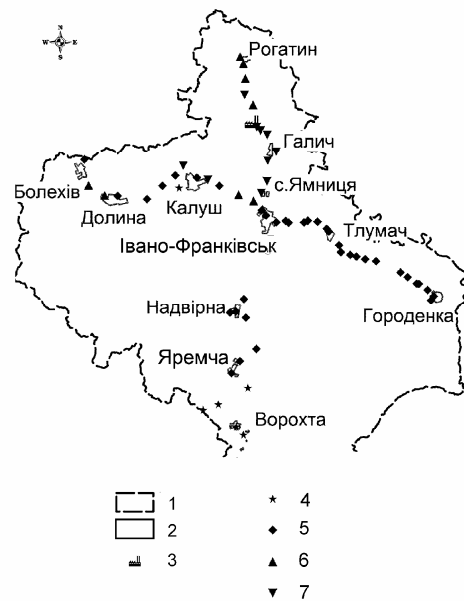 N
W E
S
Рогатин
Галич
с.Ямниця
Болехів
Долина
Калуш
Тлумач
Івано-Франківськ
Надвірна
Городенка
Яремча
Ворохта
1
2
3
4
5
6
7